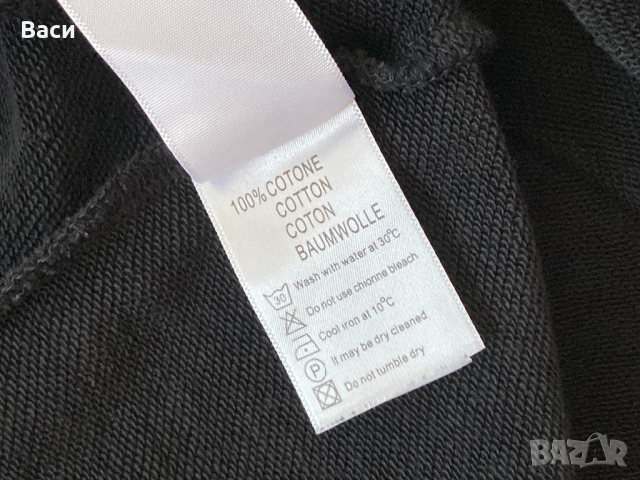 Васи
100% COTONE
COTTON
COTON
BAUMWOLLE
30 Wash with water at 30°C
Do not use chiorine bleach
Cool iron at 10°C
P It may be dry cleaned
Do not tumble dry
BAZAR